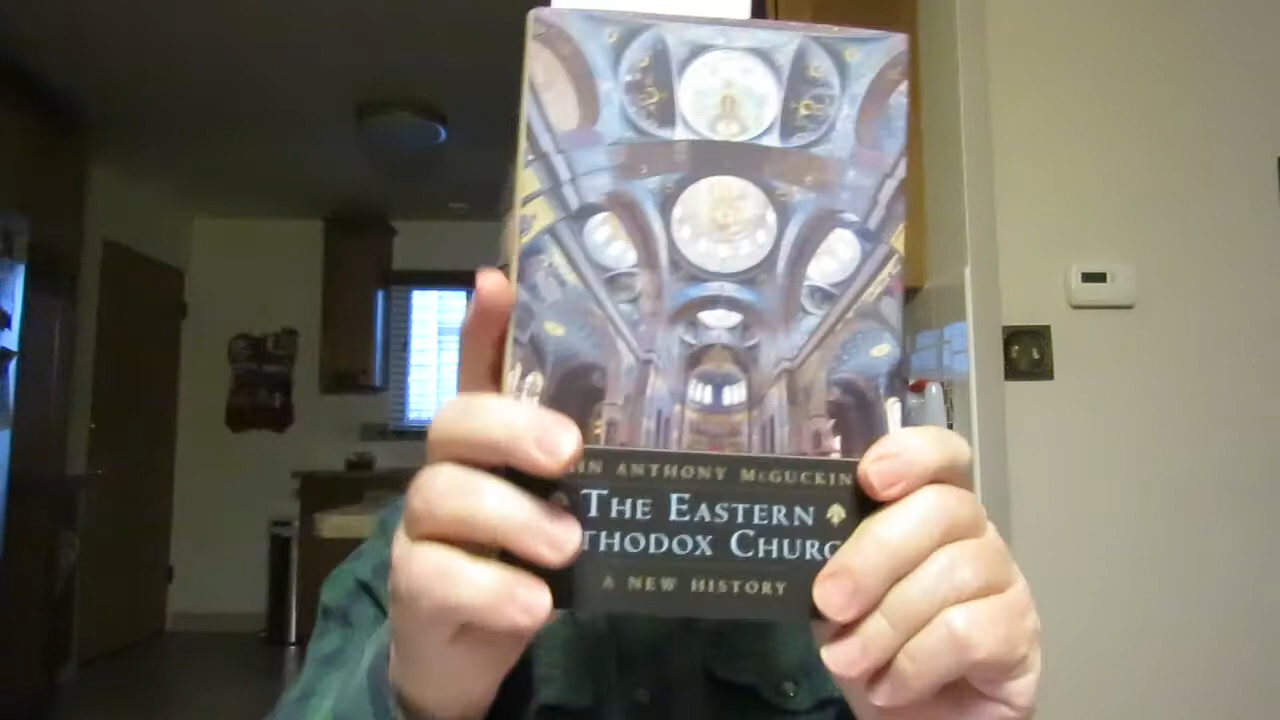 HN ANTHONY McGUCKIN
THE EASTERN
THODOX CHURC
A NEW HISTORY